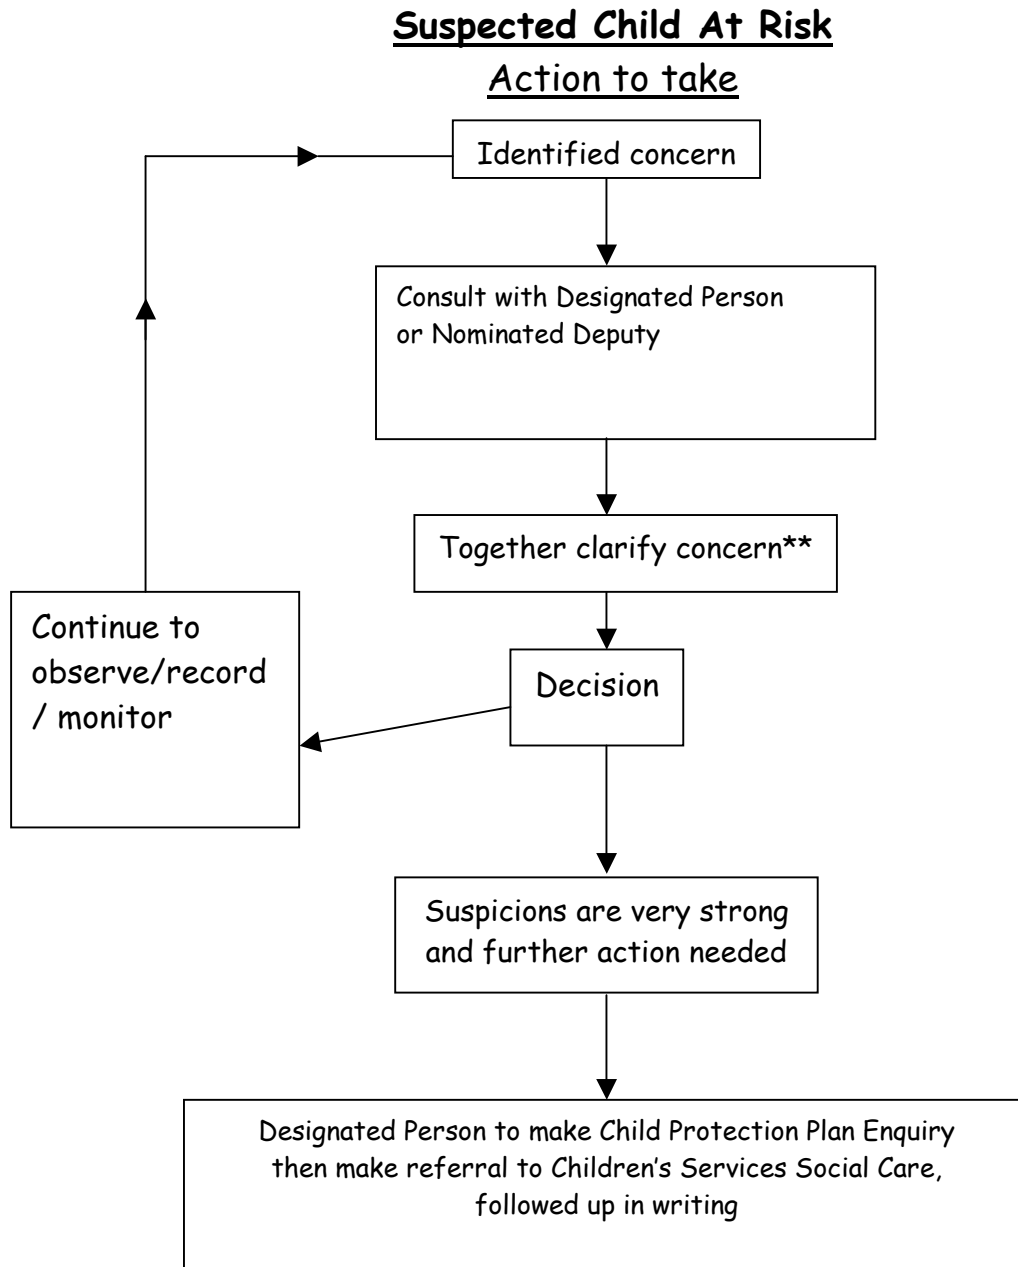 Suspected Child At Risk
Action to take
Identified concern
Consult with Designated Person
or Nominated Deputy
Together clarify concern**
Continue to
observe/record
/ monitor
Decision
Suspicions are very strong
and further action needed
Designated Person to make Child Protection Plan Enquiry
then make referral to Children’s Services Social Care,
followed up in writing